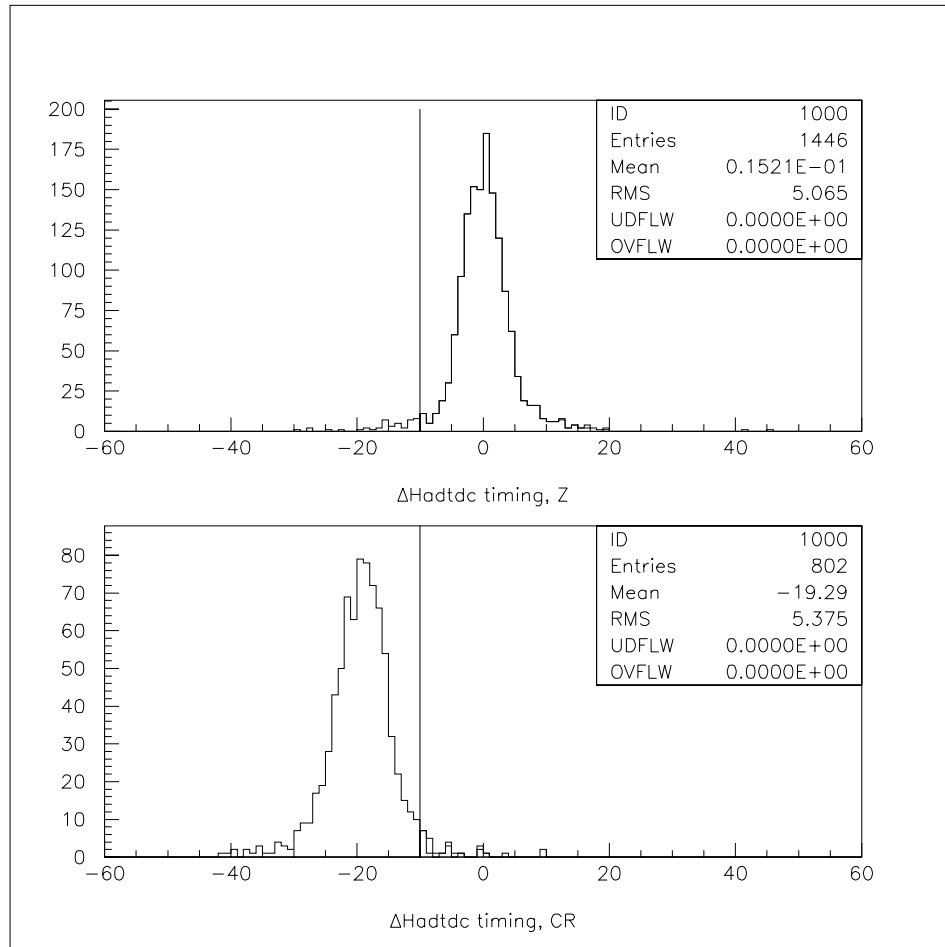 200
175
150
125
100
75
50
25
0
−60 −40 −20 0 20 40 60
ID 1000
Entries 1446
Mean 0.1521E−01
RMS 5.065
UDFLW 0.0000E+00
OVFLW 0.0000E+00
ΔHadtdc timing, Z
80
70
60
50
40
30
20
10
0
−60 −40 −20 0 20 40 60
ID 1000
Entries 802
Mean −19.29
RMS 5.375
UDFLW 0.0000E+00
OVFLW 0.0000E+00
ΔHadtdc timing, CR